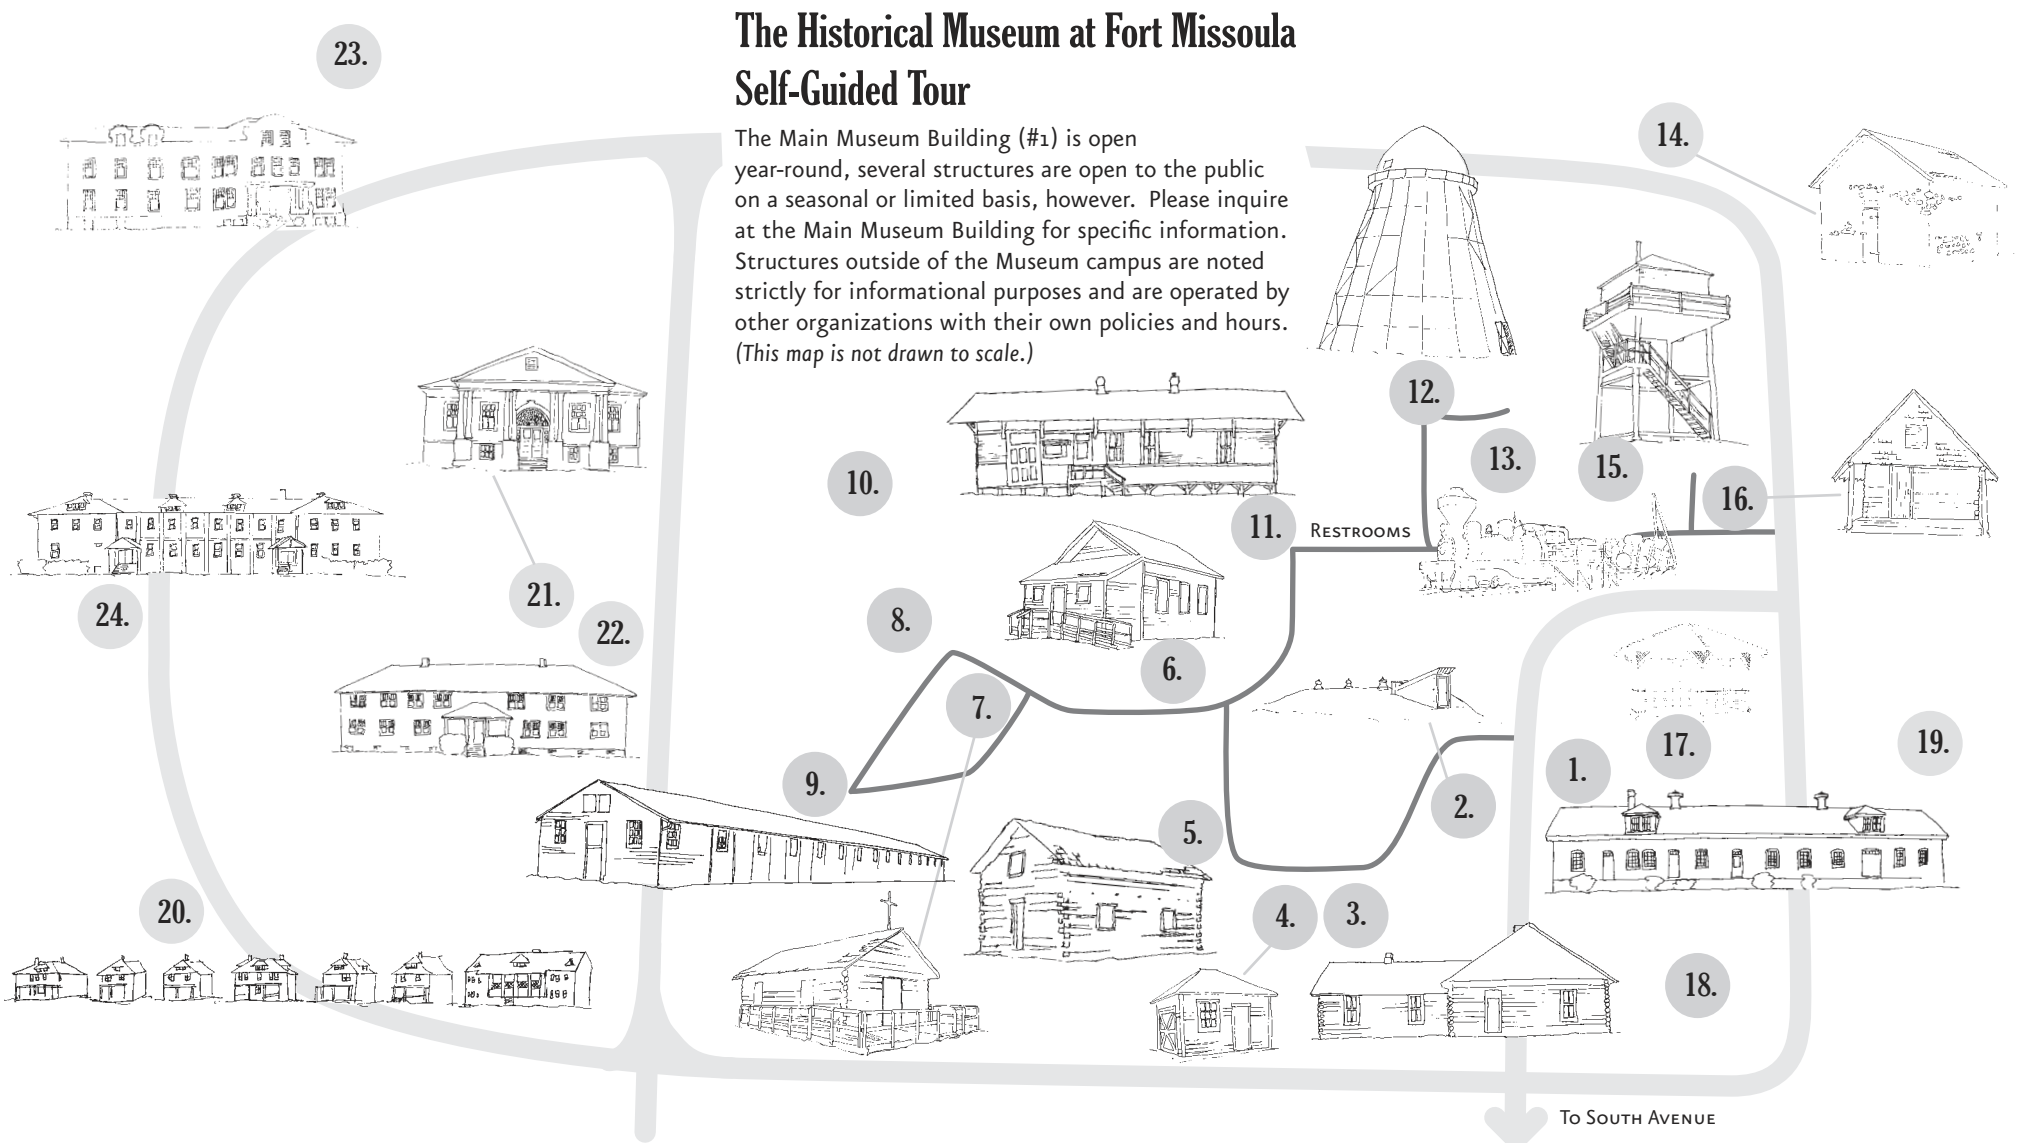 The Historical Museum at Fort Missoula
Self-Guided Tour
The Main Museum Building (#1) is open
year-round, several structures are open to the public
on a seasonal or limited basis, however.  Please inquire
at the Main Museum Building for specific information.
Structures outside of the Museum campus are noted
strictly for informational purposes and are operated by
other organizations with their own policies and hours.
(This map is not drawn to scale.)
23.
14.
12.
13.
15.
16.
10.
11.
Restrooms
21.
24.
22.
8.
6.
7.
17.
19.
1.
9.
2.
5.
20.
4.
3.
18.
To South Avenue